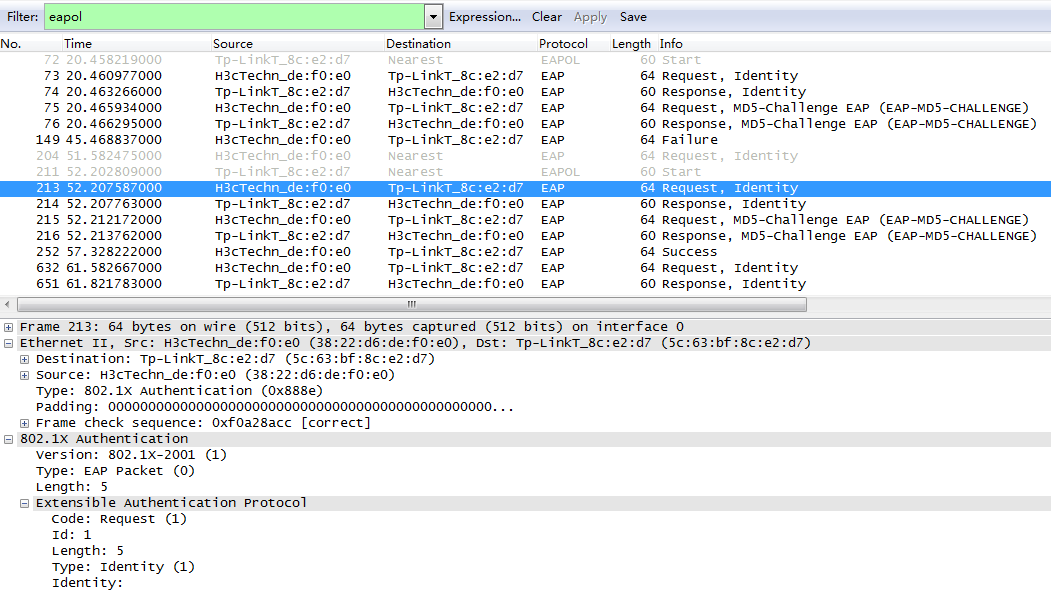 Filter: eapol Expression... Clear Apply Save
No. Time Source Destination Protocol Length Info
72 20.458219000 Tp-LinkT_8c:e2:d7 Nearest EAPOL 60 Start
73 20.460977000 H3cTechn_de:f0:e0 Tp-LinkT_8c:e2:d7 EAP 64 Request, Identity
74 20.463266000 Tp-LinkT_8c:e2:d7 H3cTechn_de:f0:e0 EAP 60 Response, Identity
75 20.465934000 H3cTechn_de:f0:e0 Tp-LinkT_8c:e2:d7 EAP 64 Request, MD5-Challenge EAP (EAP-MD5-CHALLENGE)
76 20.466295000 Tp-LinkT_8c:e2:d7 H3cTechn_de:f0:e0 EAP 60 Response, MD5-Challenge EAP (EAP-MD5-CHALLENGE)
149 45.468837000 H3cTechn_de:f0:e0 Tp-LinkT_8c:e2:d7 EAP 64 Failure
204 51.582475000 H3cTechn_de:f0:e0 Nearest EAP 64 Request, Identity
211 52.202809000 Tp-LinkT_8c:e2:d7 Nearest EAPOL 60 Start
213 52.207587000 H3cTechn_de:f0:e0 Tp-LinkT_8c:e2:d7 EAP 64 Request, Identity
214 52.207763000 Tp-LinkT_8c:e2:d7 H3cTechn_de:f0:e0 EAP 60 Response, Identity
215 52.212172000 H3cTechn_de:f0:e0 Tp-LinkT_8c:e2:d7 EAP 64 Request, MD5-Challenge EAP (EAP-MD5-CHALLENGE)
216 52.213762000 Tp-LinkT_8c:e2:d7 H3cTechn_de:f0:e0 EAP 60 Response, MD5-Challenge EAP (EAP-MD5-CHALLENGE)
252 57.328222000 H3cTechn_de:f0:e0 Tp-LinkT_8c:e2:d7 EAP 64 Success
632 61.582667000 H3cTechn_de:f0:e0 Tp-LinkT_8c:e2:d7 EAP 64 Request, Identity
651 61.821783000 Tp-LinkT_8c:e2:d7 H3cTechn_de:f0:e0 EAP 60 Response, Identity
Frame 213: 64 bytes on wire (512 bits), 64 bytes captured (512 bits) on interface 0
Ethernet II, Src: H3cTechn_de:f0:e0 (38:22:d6:de:f0:e0), Dst: Tp-LinkT_8c:e2:d7 (5c:63:bf:8c:e2:d7)
Destination: Tp-LinkT_8c:e2:d7 (5c:63:bf:8c:e2:d7)
Source: H3cTechn_de:f0:e0 (38:22:d6:de:f0:e0)
Type: 802.1X Authentication (0x888e)
Padding: 000000000000000000000000000000000000000000000000...
Frame check sequence: 0xf0a28acc [correct]
802.1X Authentication
Version: 802.1X-2001 (1)
Type: EAP Packet (0)
Length: 5
Extensible Authentication Protocol
Code: Request (1)
Id: 1
Length: 5
Type: Identity (1)
Identity: